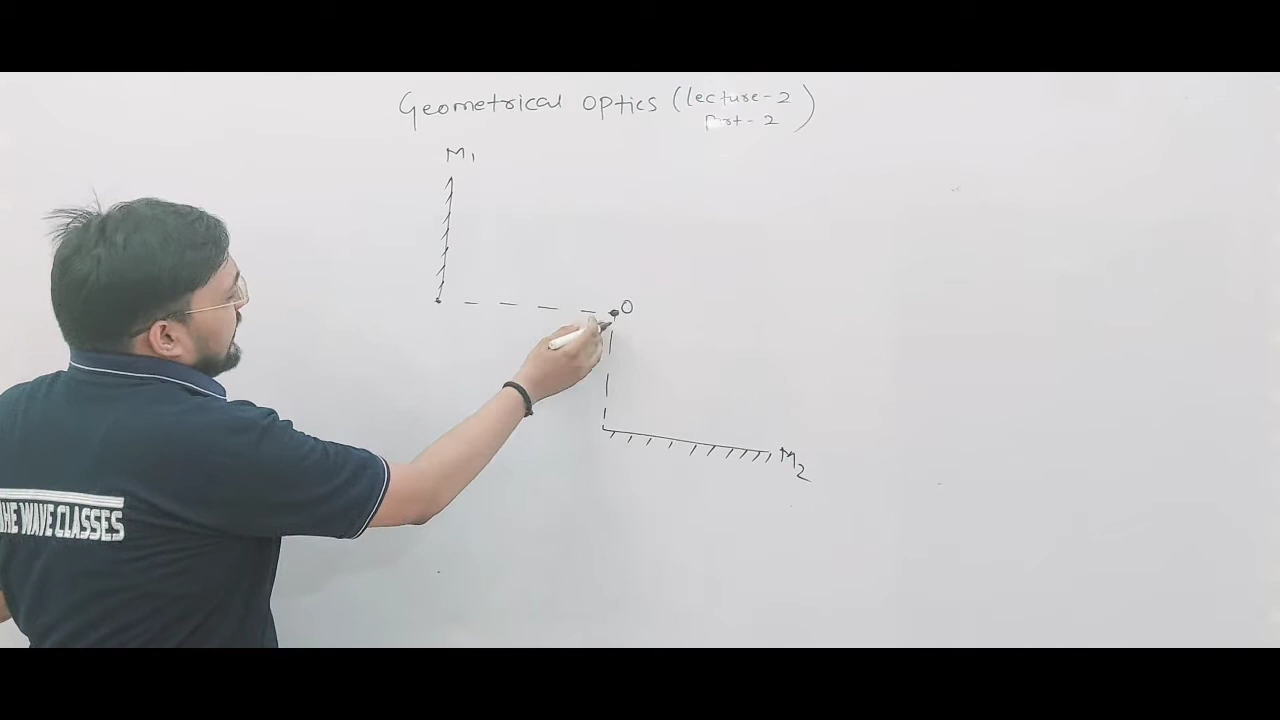 Geometrical Optics (lecture-2
Part-2)
M1
O
M2
THE WAVE CLASSES